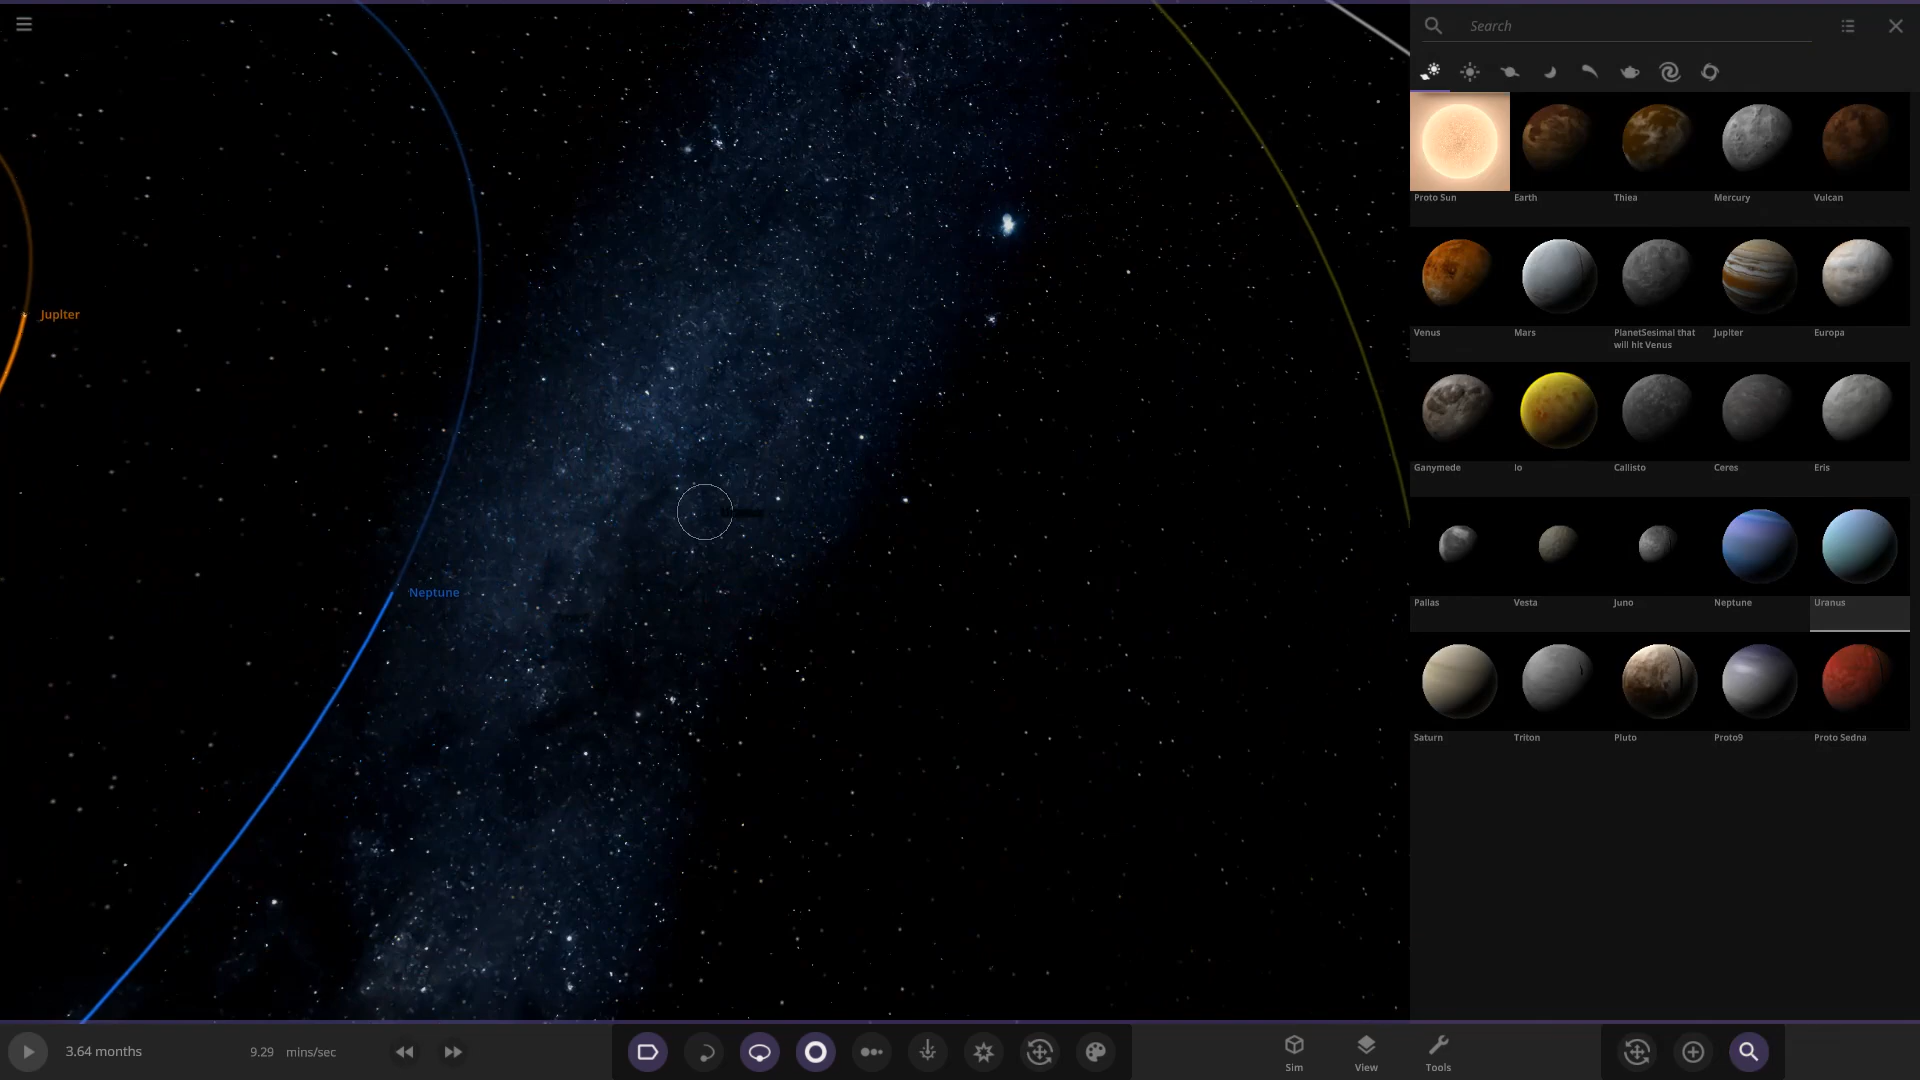 Search
Proto Sun
Earth
Thiea
Mercury
Vulcan
Jupiter
Venus
Mars
PlanetSesimal that
will hit Venus
Jupiter
Europa
Ganymede
Io
Callisto
Ceres
Eris
Neptune
Pallas
Vesta
Juno
Neptune
Uranus
Saturn
Triton
Pluto
Proto9
Proto Sedna
3.64 months
9.29 mins/sec
Sim
View
Tools